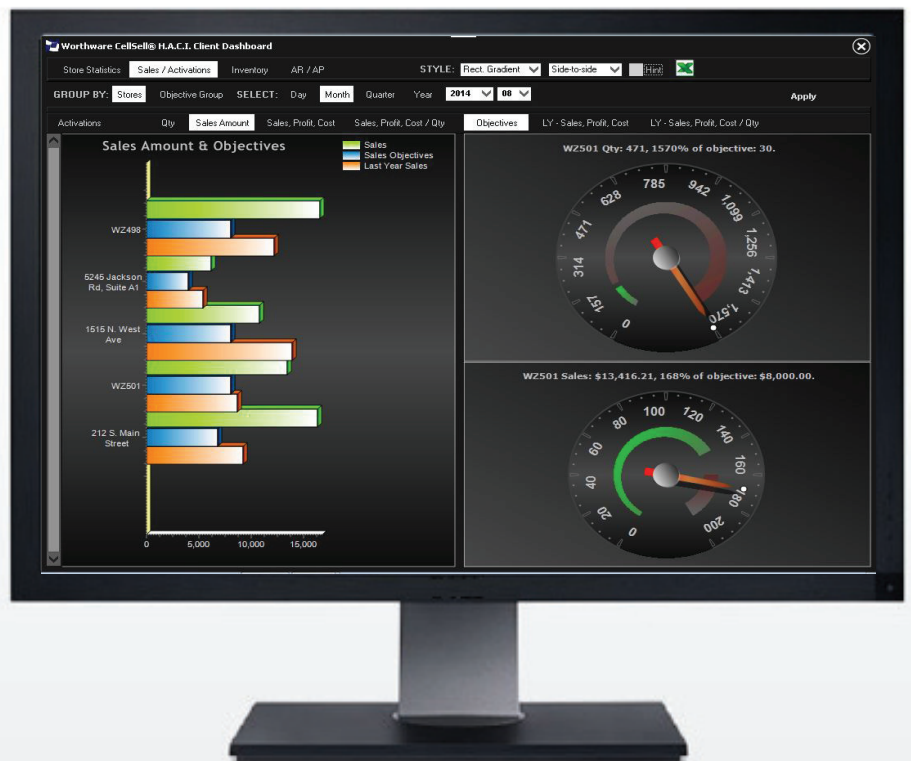 Worthware CellSell® H.A.C.I. Client Dashboard
Store Statistics Sales / Activations Inventory AR / AP STYLE: Rect. Gradient Side-to-side Hint
GROUP BY: Stores Objective Group SELECT: Day Month Quarter Year 2014 08 Apply
Activations Qty Sales Amount Sales, Profit, Cost Sales, Profit, Cost / Qty Objectives LY - Sales, Profit, Cost LY - Sales, Profit, Cost / Qty
Sales Amount & Objectives
Sales
Sales Objectives
Last Year Sales
WZ498
5245 Jackson
Rd, Suite A1
1515 N. West
Ave
WZ501
212 S. Main
Street
0 5,000 10,000 15,000
WZ501 Qty: 471, 1570% of objective: 30.
0 157 314 471 628 785 942 1,099 1,256 1,413 1,570
WZ501 Sales: $13,416.21, 168% of objective: $8,000.00.
0 20 40 60 80 100 120 140 160 180 200